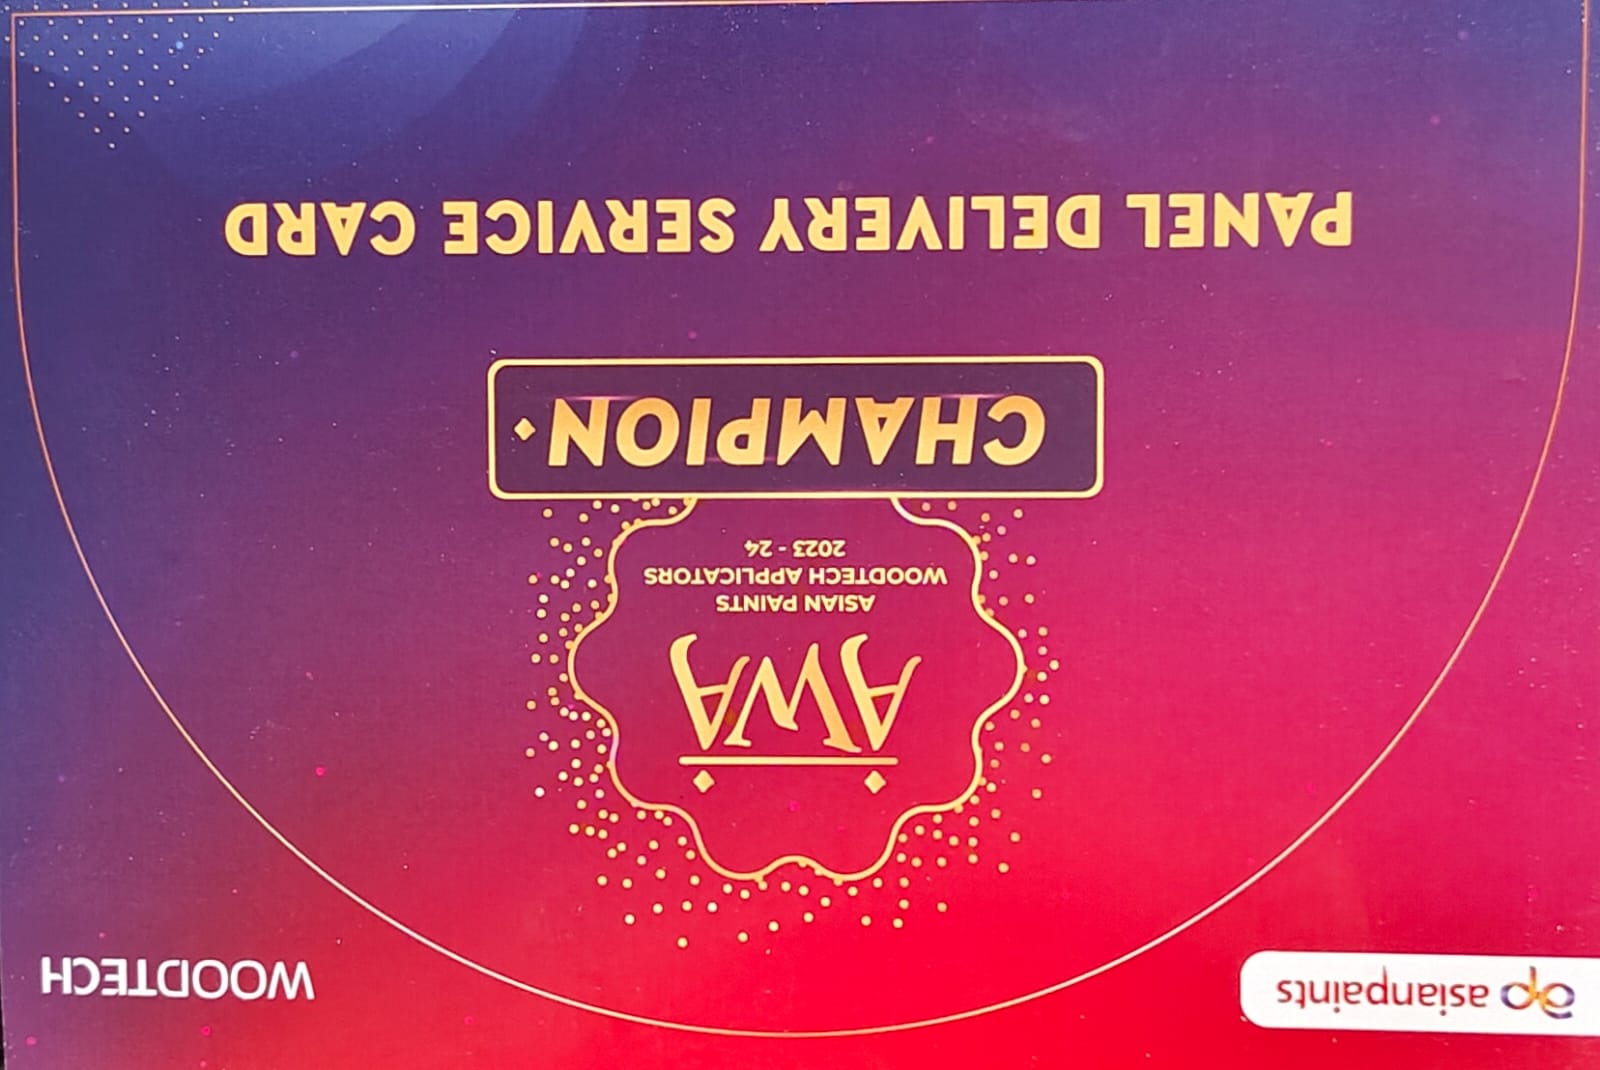 asianpaints
WOODTECH
AWA
ASIAN PAINTS
WOODTECH APPLICATORS
2023 - 24
CHAMPION
PANEL DELIVERY SERVICE CARD